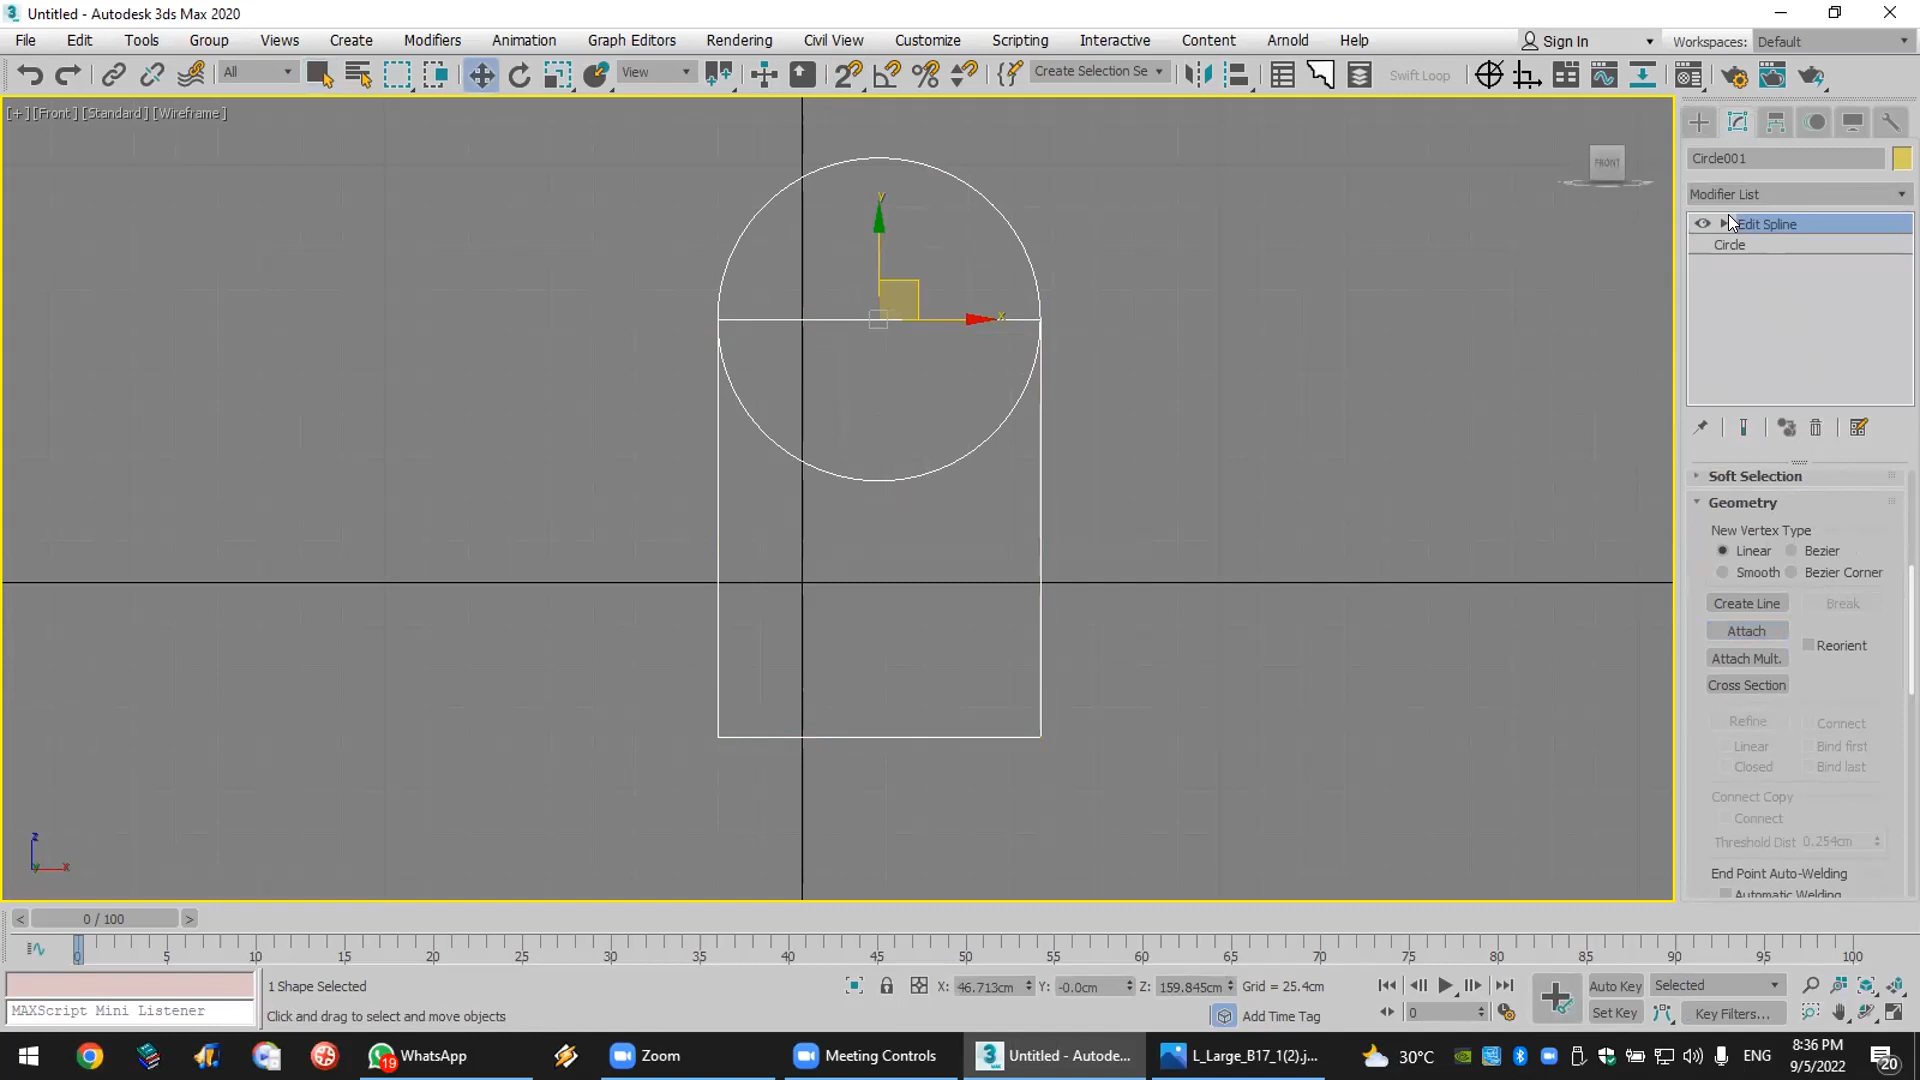 Untitled - Autodesk 3ds Max 2020
File Edit Tools Group Views Create Modifiers Animation Graph Editors Rendering Civil View Customize Scripting Interactive Content Arnold Help Sign In Workspaces: Default
All View Create Selection Se Swift Loop
[+] [Front] [Standard] [Wireframe]
FRONT
Circle001
Modifier List
Edit Spline
Circle
y
x
Soft Selection
Geometry
New Vertex Type
Linear Bezier
Smooth Bezier Corner
Create Line Break
Attach
Reorient
Attach Mult.
Cross Section
Refine Connect
Linear Bind first
Closed Bind last
Connect Copy
Connect
Threshold Dist 0.254cm
End Point Auto-Welding
Automatic Welding
z
x
0 / 100
0 5 10 15 20 25 30 35 40 45 50 55 60 65 70 75 80 85 90 95 100
1 Shape Selected X: 46.713cm Y: -0.0cm Z: 159.845cm Grid = 25.4cm Auto Key Selected
MAXScript Mini Listener Click and drag to select and move objects Add Time Tag 0 Set Key Key Filters...
19 WhatsApp Zoom Meeting Controls Untitled - Autode... L_Large_B17_1(2).j... 30°C ENG 8:36 PM
9/5/2022 20